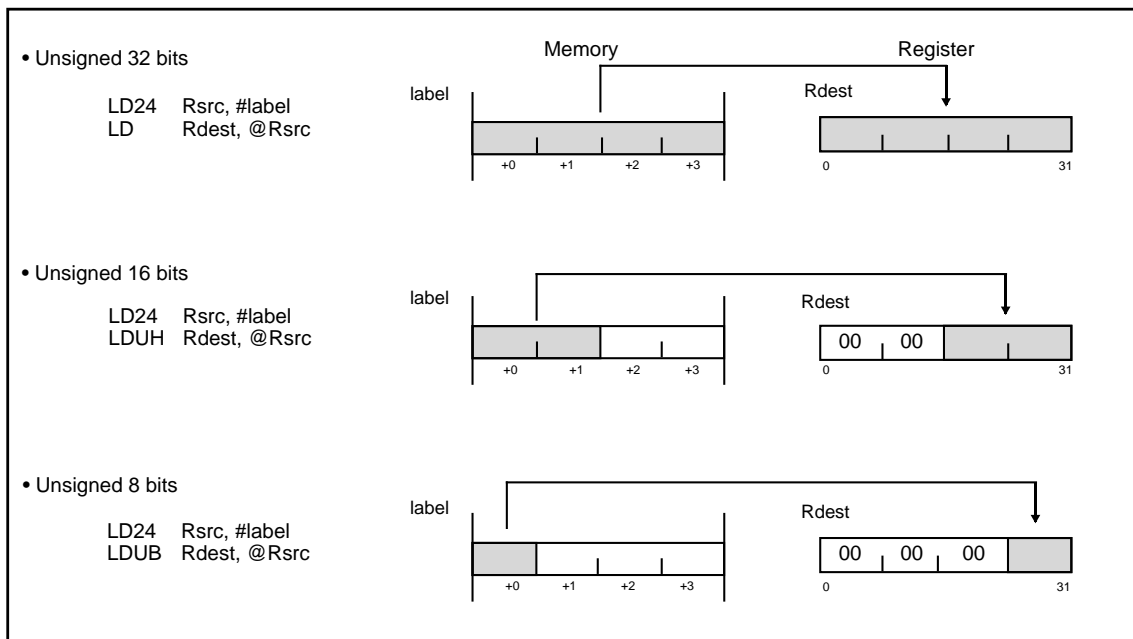 • Unsigned 32 bits
Memory Register
LD24 Rsrc, #label
LD Rdest, @Rsrc
label
Rdest
+0 +1 +2 +3
0 31
• Unsigned 16 bits
LD24 Rsrc, #label
LDUH Rdest, @Rsrc
label
Rdest
00 00
+0 +1 +2 +3
0 31
• Unsigned 8 bits
LD24 Rsrc, #label
LDUB Rdest, @Rsrc
label
Rdest
00 00 00
+0 +1 +2 +3
0 31